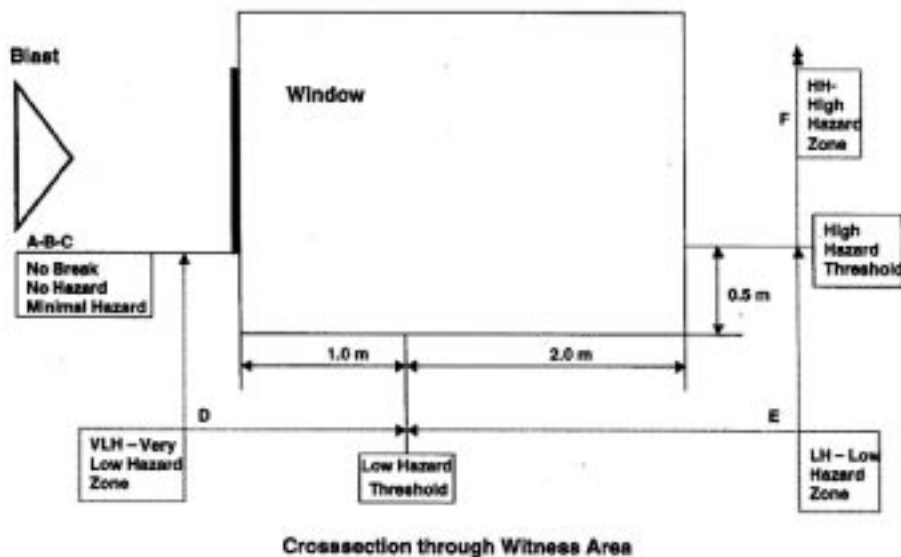 Blast
Window
HH-
High
Hazard
Zone
F
A-B-C
No Break
No Hazard
Minimal Hazard
High
Hazard
Threshold
0.5 m
1.0 m
2.0 m
D
E
VLH – Very
Low Hazard
Zone
Low Hazard
Threshold
LH – Low
Hazard
Zone
Crosssection through Witness Area